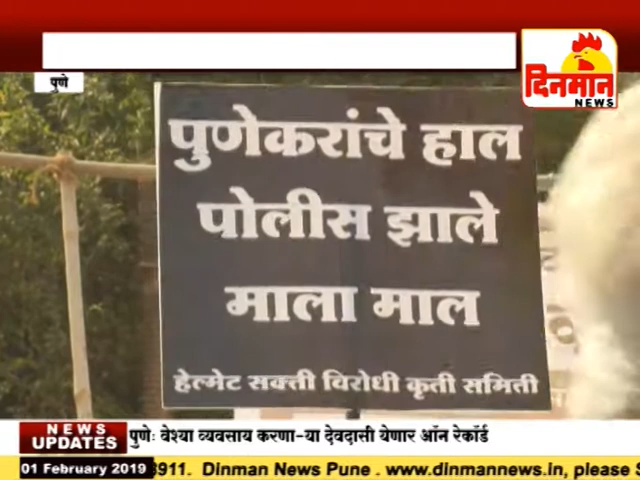 दिनमान
NEWS
पुणे
पुणेकरांचे हाल
पोलीस झाले
माला माल
हेल्मेट सक्ती विरोधी कृती समिती
NEWS
UPDATES
पुणे: वेश्या व्यवसाय करणा-या देवदासी येणार ऑन रेकॉर्ड
01 February 2019
3911. Dinman News Pune . www.dinmannews.in, please S